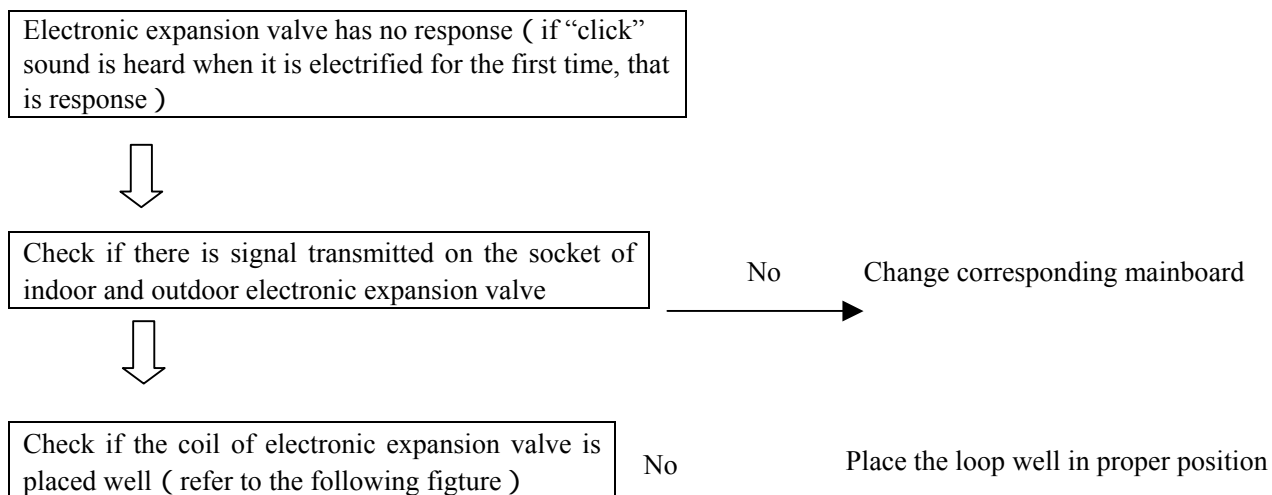 Electronic expansion valve has no response ( if “click”
sound is heard when it is electrified for the first time, that
is response )
Check if there is signal transmitted on the socket of
indoor and outdoor electronic expansion valve
No
Change corresponding mainboard
Check if the coil of electronic expansion valve is
placed well ( refer to the following figture )
No
Place the loop well in proper position